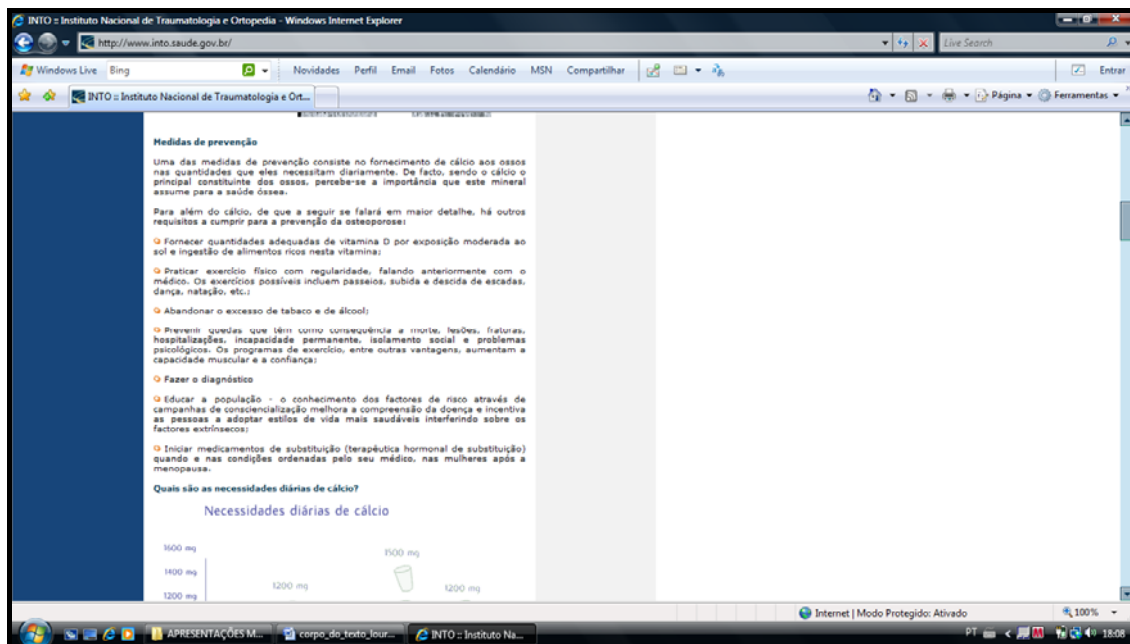 INTO :: Instituto Nacional de Traumatologia e Ortopedia - Windows Internet Explorer
http://www.into.saude.gov.br/
Live Search
Windows Live Bing Novidades Perfil Email Fotos Calendário MSN Compartilhar Entrar
INTO :: Instituto Nacional de Traumatologia e Ort... Página Ferramentas
Medidas de prevenção
Uma das medidas de prevenção consiste no fornecimento de cálcio aos ossos
nas quantidades que eles necessitam diariamente. De facto, sendo o cálcio o
principal constituinte dos ossos, percebe-se a importância que este mineral
assume para a saúde óssea.
Para além do cálcio, de que a seguir se falará em maior detalhe, há outros
requisitos a cumprir para a prevenção da osteoporose:
Fornecer quantidades adequadas de vitamina D por exposição moderada ao
sol e ingestão de alimentos ricos nesta vitamina;
Praticar exercício físico com regularidade, falando anteriormente com o
médico. Os exercícios possíveis incluem passeios, subida e descida de escadas,
dança, natação, etc.;
Abandonar o excesso de tabaco e de álcool;
Prevenir quedas que têm como consequência a morte, lesões, fraturas,
hospitalizações, incapacidade permanente, isolamento social e problemas
psicológicos. Os programas de exercício, entre outras vantagens, aumentam a
capacidade muscular e a confiança;
Fazer o diagnóstico
Educar a população - o conhecimento dos factores de risco através de
campanhas de consciencialização melhora a compreensão da doença e incentiva
as pessoas a adoptar estilos de vida mais saudáveis interferindo sobre os
factores extrínsecos;
Iniciar medicamentos de substituição (terapêutica hormonal de substituição)
quando e nas condições ordenadas pelo seu médico, nas mulheres após a
menopausa.
Quais são as necessidades diárias de cálcio?
Necessidades diárias de cálcio
1600 mg
1500 mg
1400 mg
1200 mg
1200 mg
1200 mg
Internet | Modo Protegido: Ativado 100%
APRESENTAÇÕES M... corpo_do_texto_lour... INTO :: Instituto Na... PT 18:08